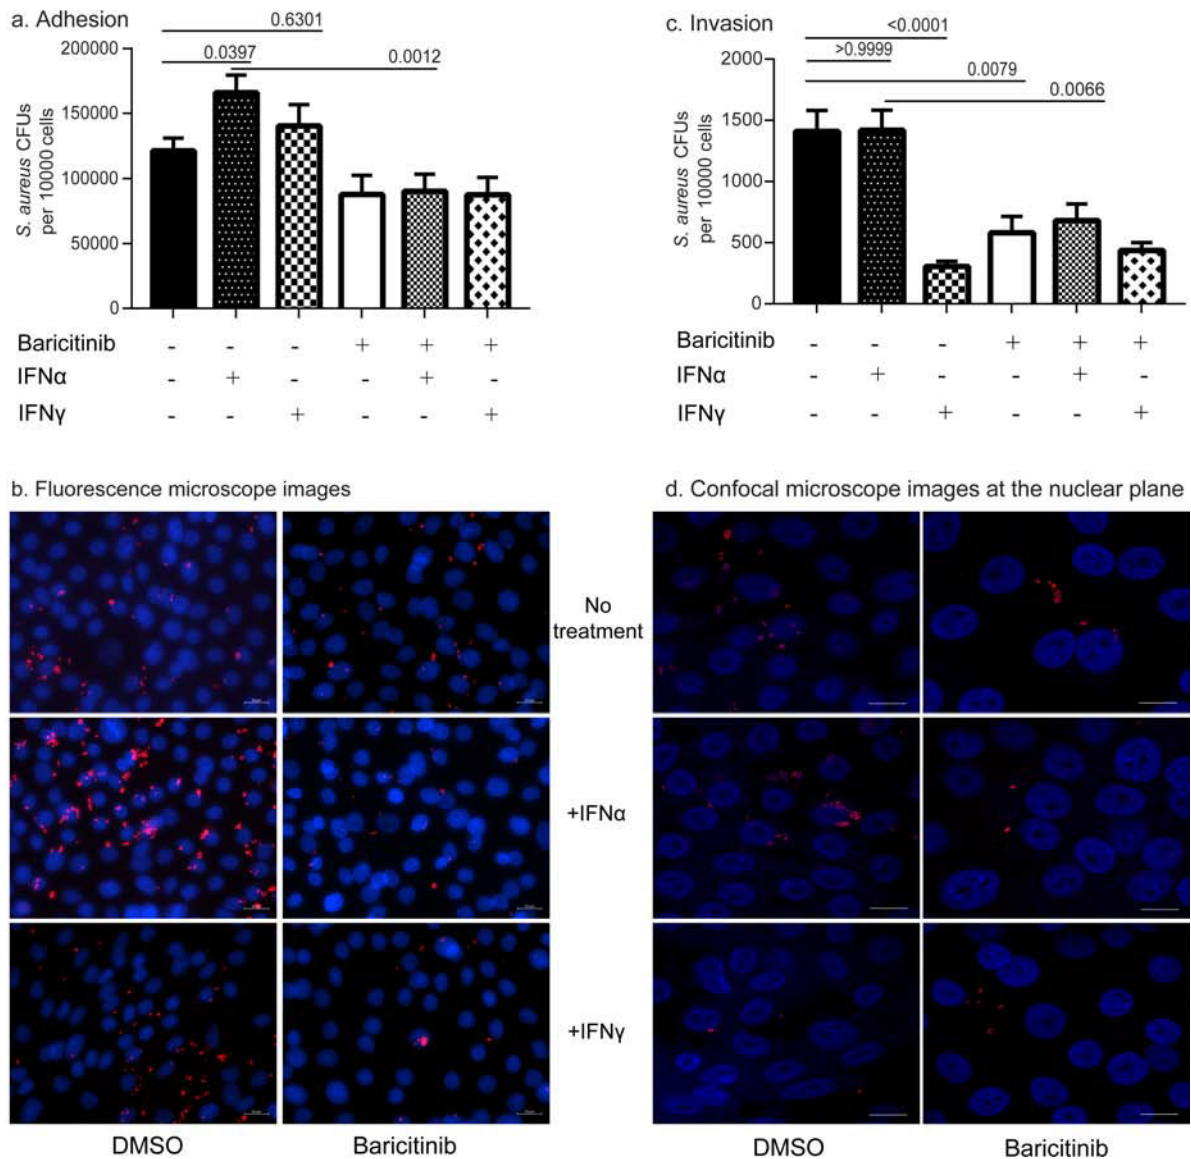 a. Adhesion
0.6301
0.0397
0.0012
200000
150000
100000
50000
0
S. aureus CFUs
per 10000 cells
Baricitinib - - - + + +
IFNα - + - - + -
IFNγ - - + - - +
c. Invasion
<0.0001
>0.9999
0.0079
0.0066
2000
1500
1000
500
0
S. aureus CFUs
per 10000 cells
Baricitinib - - - + + +
IFNα - + - - + -
IFNγ - - + - - +
b. Fluorescence microscope images
d. Confocal microscope images at the nuclear plane
No
treatment
+IFNα
+IFNγ
DMSO
Baricitinib
DMSO
Baricitinib